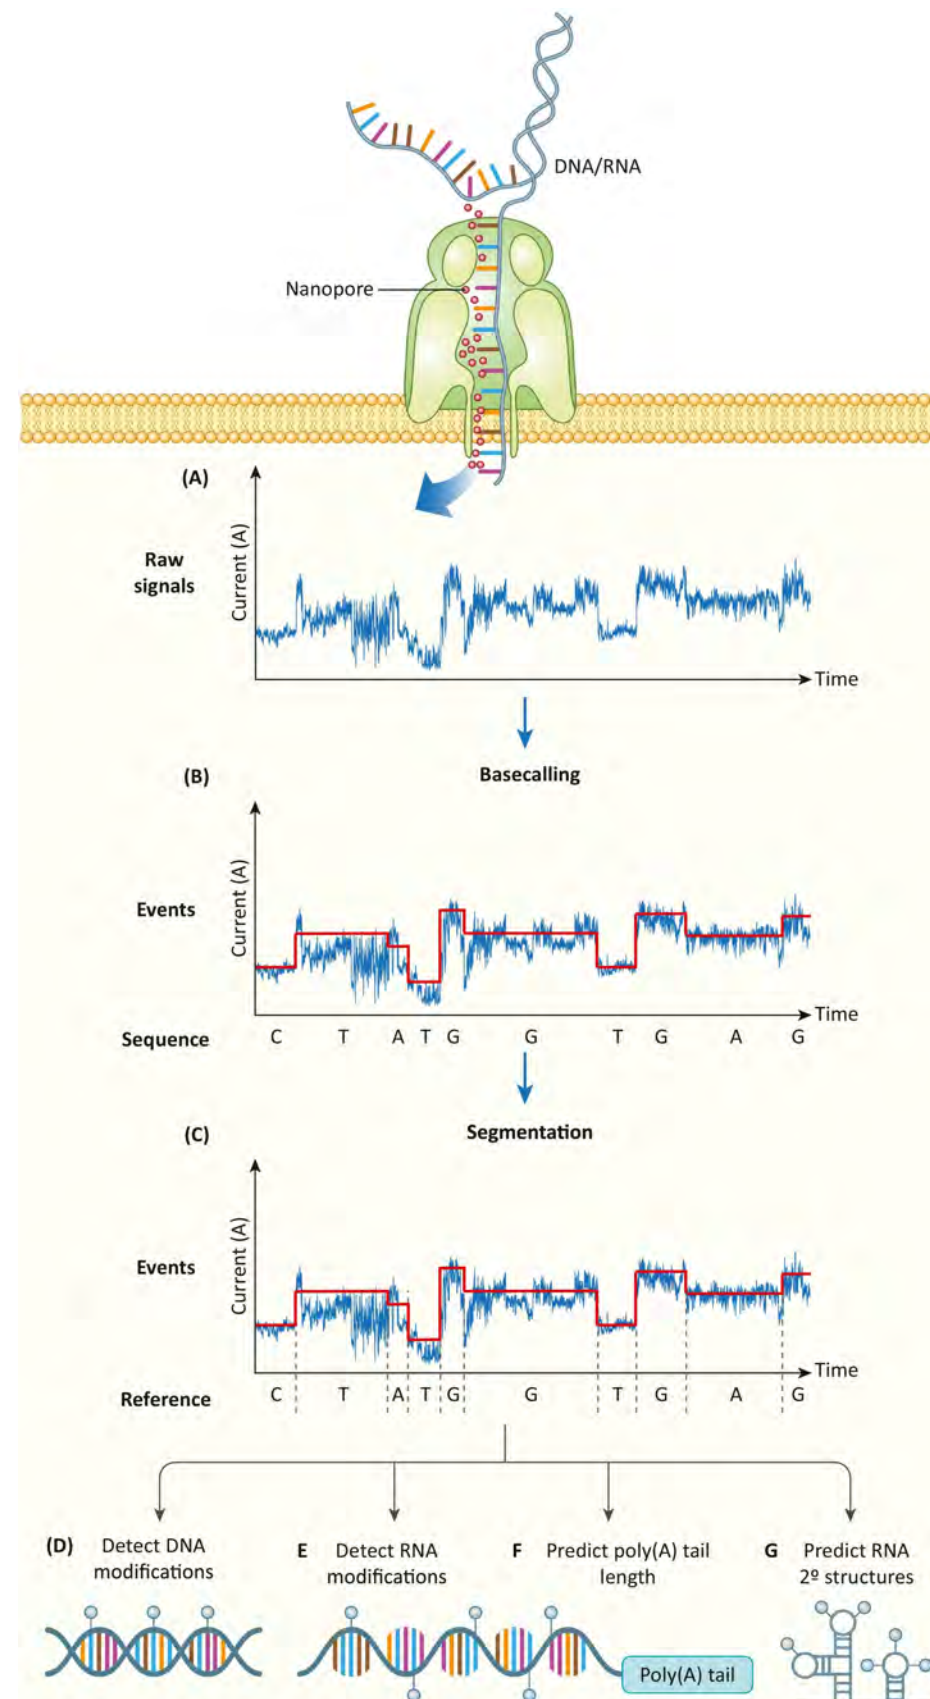 DNA/RNA
Nanopore
(A)
Raw
signals
Current (A)
Time
(B)
Basecalling
Events
Current (A)
Time
Sequence
C T A T G G T G A G
(C)
Segmentation
Events
Current (A)
Time
Reference
C T A T G G T G A G
(D) Detect DNA
modifications
E Detect RNA
modifications
F Predict poly(A) tail
length
G Predict RNA
2º structures
Poly(A) tail